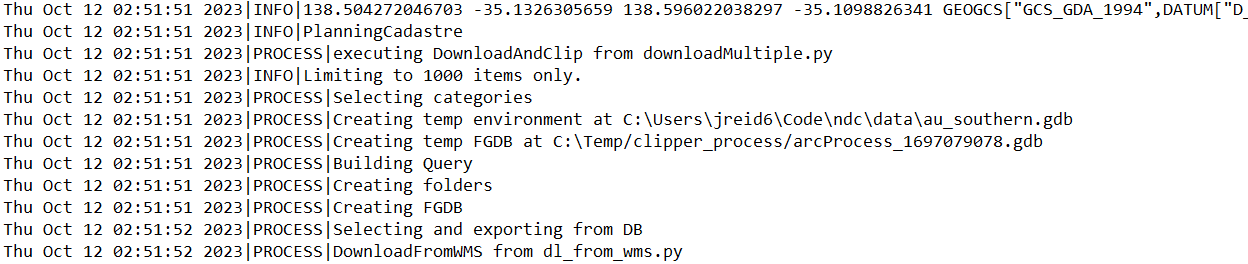 Thu Oct 12 02:51:51 2023|INFO|138.504272046703 -35.1326305659 138.596022038297 -35.1098826341 GEOGCS["GCS_GDA_1994",DATUM["D_
Thu Oct 12 02:51:51 2023|INFO|PlanningCadastre
Thu Oct 12 02:51:51 2023|PROCESS|executing DownloadAndClip from downloadMultiple.py
Thu Oct 12 02:51:51 2023|INFO|Limiting to 1000 items only.
Thu Oct 12 02:51:51 2023|PROCESS|Selecting categories
Thu Oct 12 02:51:51 2023|PROCESS|Creating temp environment at C:\Users\jreid6\Code\ndc\data\au_southern.gdb
Thu Oct 12 02:51:51 2023|PROCESS|Creating temp FGDB at C:\Temp/clipper_process/arcProcess_1697079078.gdb
Thu Oct 12 02:51:51 2023|PROCESS|Building Query
Thu Oct 12 02:51:51 2023|PROCESS|Creating folders
Thu Oct 12 02:51:51 2023|PROCESS|Creating FGDB
Thu Oct 12 02:51:52 2023|PROCESS|Selecting and exporting from DB
Thu Oct 12 02:51:52 2023|PROCESS|DownloadFromWMS from dl_from_wms.py